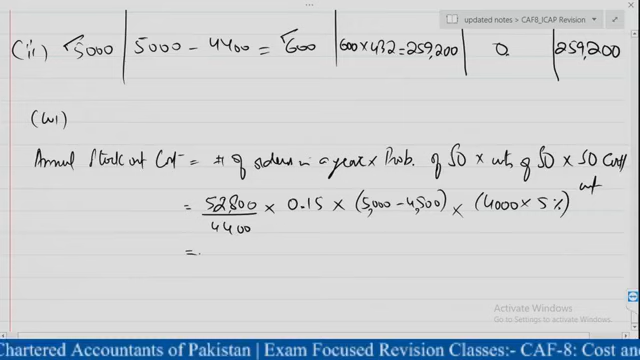 updated notes > CAF8_ICAP Revision
(ii) 5000 | 5000 - 4400 = 600 | 600 x 432 = 259,200 | 0. | 259,200
(W1)
Annual Stock out Cost = # of orders in a year x Prob. of SO x units of SO x SO Cost/
unit
= 52,800 x 0.15 x (5,000 - 4,500) x (4000 x 5%)
4400
=
Activate Windows
Go to Settings to activate Windows.
Chartered Accountants of Pakistan | Exam Focused Revision Classes:- CAF-8: Cost an